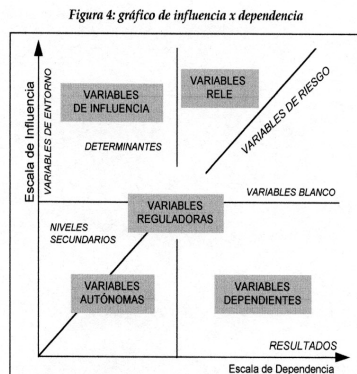 Figura 4: gráfico de influencia x dependencia
Escala de Influencia
VARIABLES DE ENTORNO
VARIABLES
DE INFLUENCIA
DETERMINANTES
VARIABLES
RELE
VARIABLES DE RIESGO
VARIABLES BLANCO
VARIABLES
REGULADORAS
NIVELES
SECUNDARIOS
VARIABLES
AUTÓNOMAS
VARIABLES
DEPENDIENTES
RESULTADOS
Escala de Dependencia